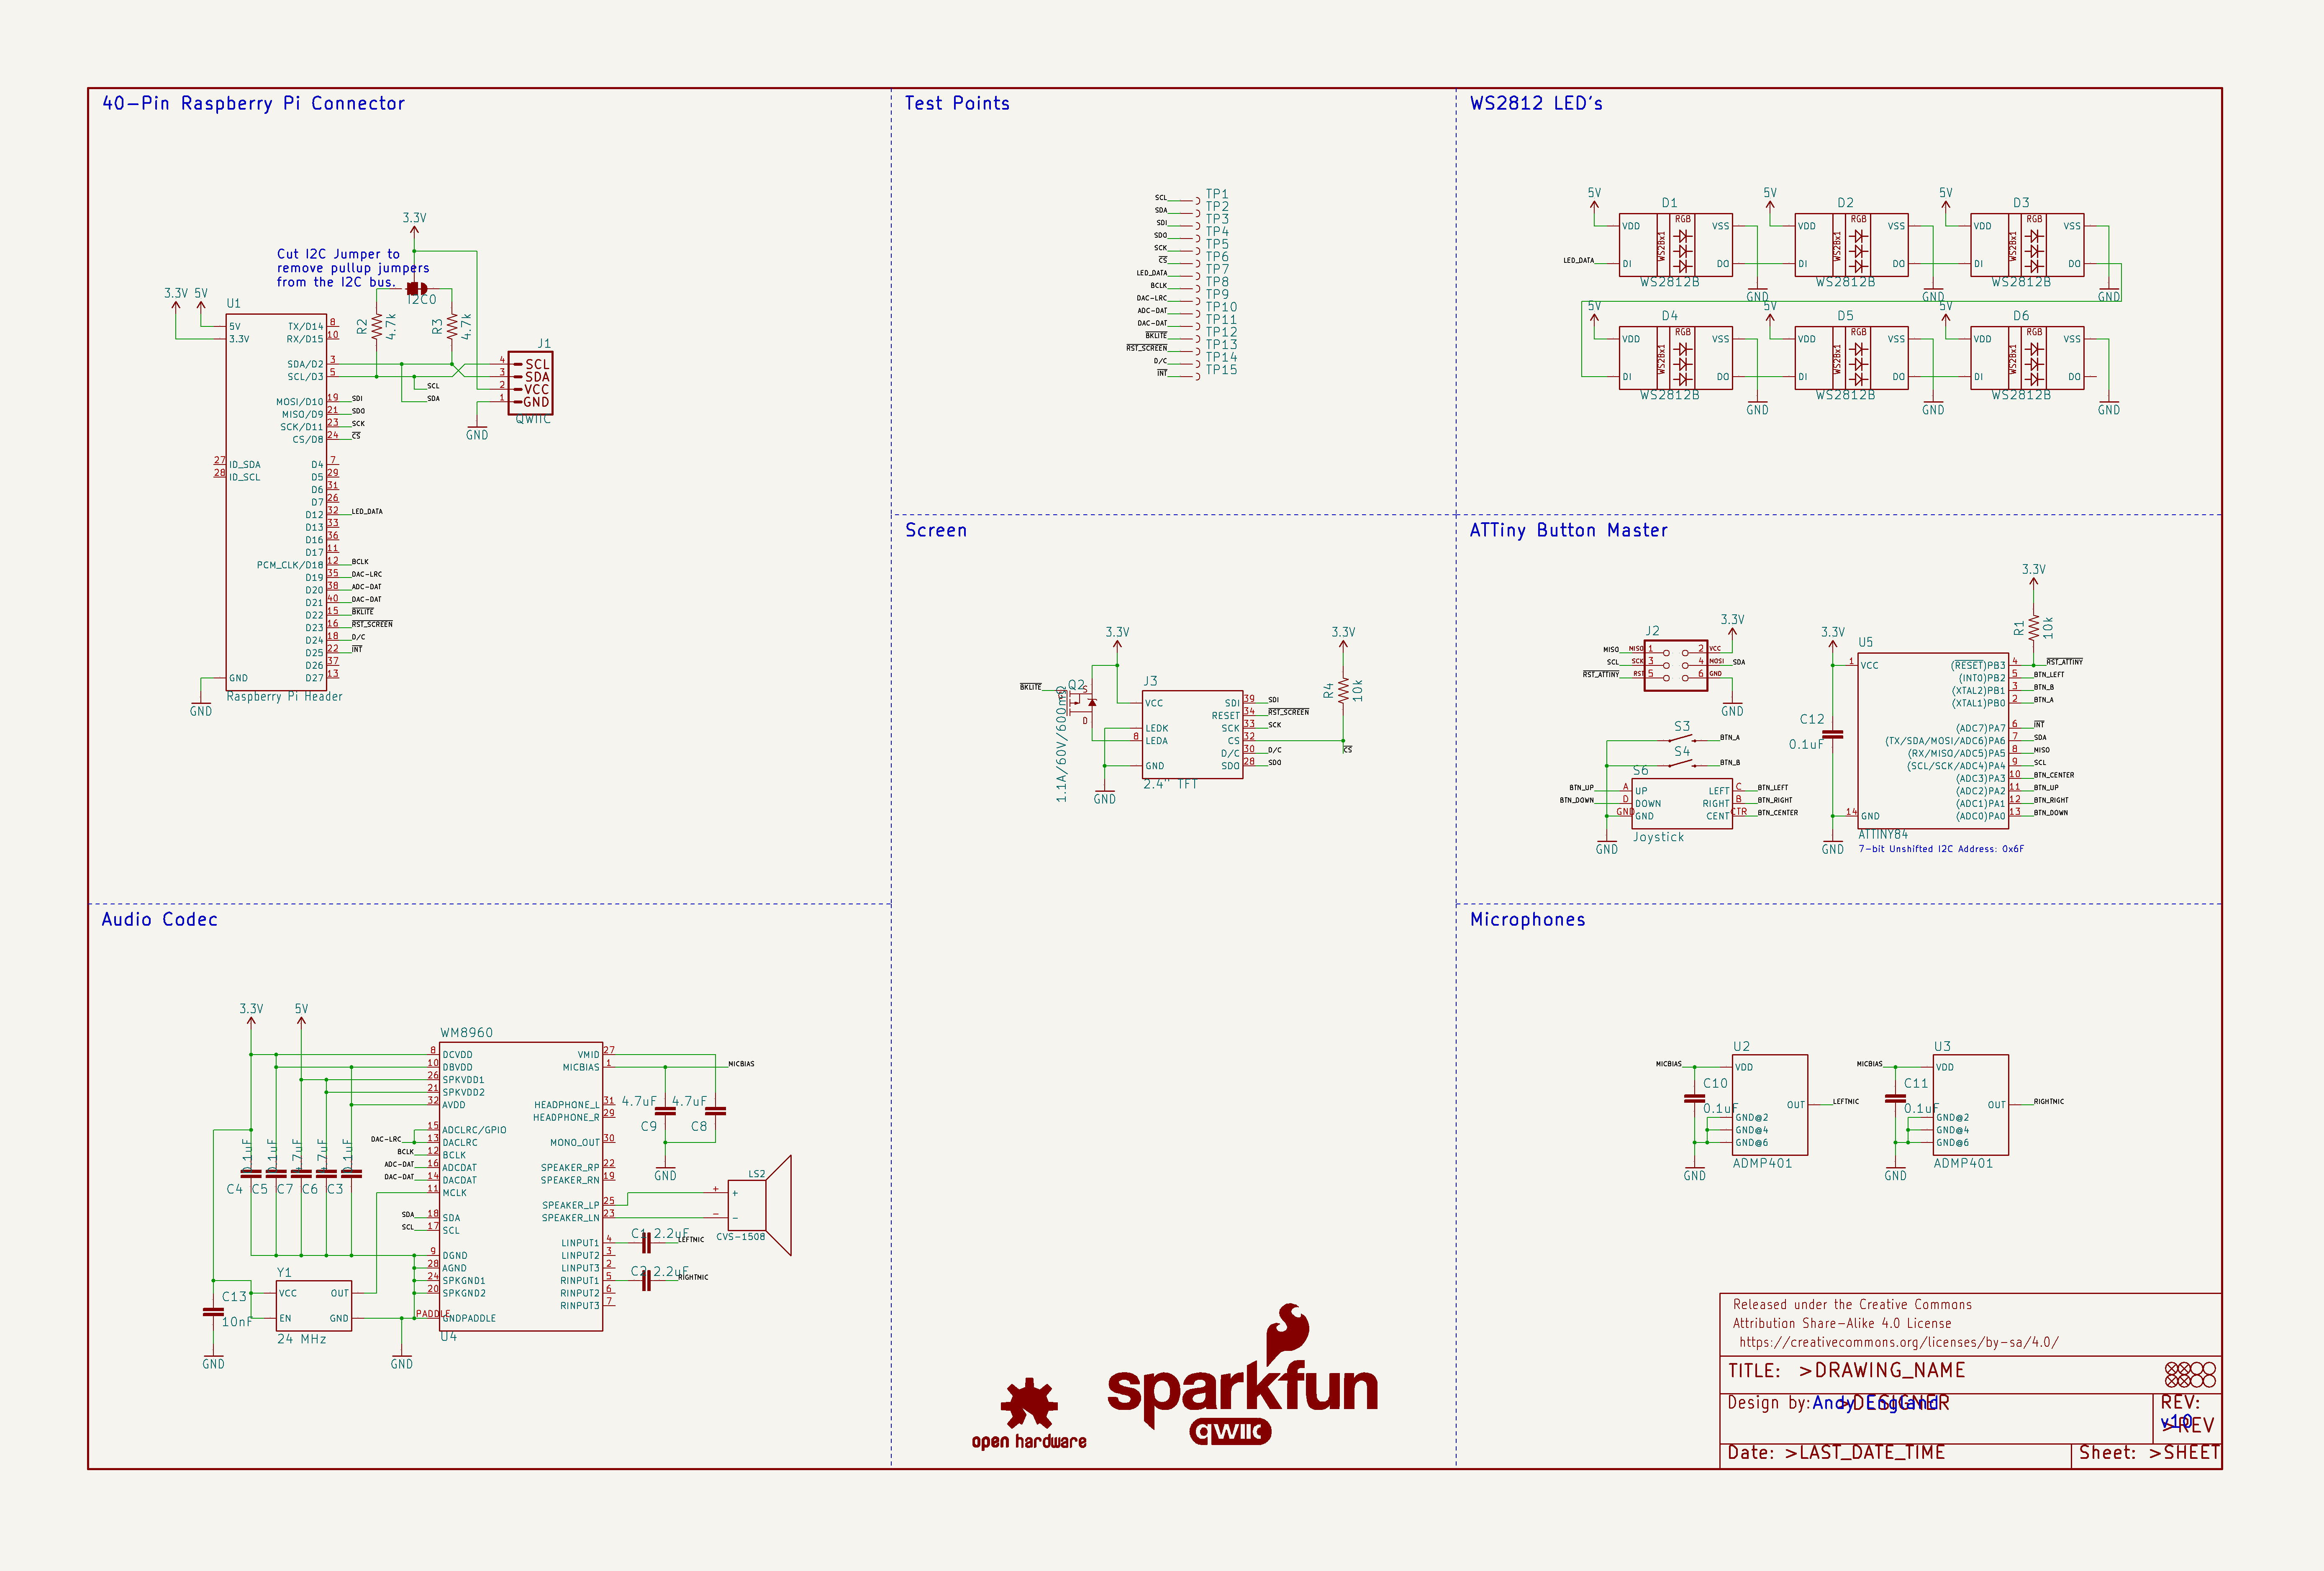 40-Pin Raspberry Pi Connector
3.3V
Cut I2C Jumper to
remove pullup jumpers
from the I2C bus.
I2C0
3.3V 5V
U1
R2 4.7k
R3 4.7k
5V TX/D14 8
3.3V RX/D15 10
SDA/D2 3
SCL/D3 5
MOSI/D10 19 SDI
MISO/D9 21 SDO
SCK/D11 23 SCK
CS/D8 24 CS
27 ID_SDA D4 7
28 ID_SCL D5 29
D6 31
D7 26
D12 32 LED_DATA
D13 33
D16 36
D17 11
PCM_CLK/D18 12 BCLK
D19 35 DAC-LRC
D20 38 ADC-DAT
D21 40 DAC-DAT
D22 15 BKLITE
D23 16 RST_SCREEN
D24 18 D/C
D25 22 INT
D26 37
GND D27 13
Raspberry Pi Header
GND
SCL
SDA
J1
4 SCL
3 SDA
2 VCC
1 GND
QWIIC
GND
Test Points
SCL TP1
SDA TP2
SDI TP3
SDO TP4
SCK TP5
CS TP6
LED_DATA TP7
BCLK TP8
DAC-LRC TP9
ADC-DAT TP10
DAC-DAT TP11
BKLITE TP12
RST_SCREEN TP13
D/C TP14
INT TP15
WS2812 LED's
5V D1 5V D2 5V D3
VDD WS28x1 RGB VSS
VDD WS28x1 RGB VSS
VDD WS28x1 RGB VSS
LED_DATA DI DO DI DO DI DO
WS2812B GND WS2812B GND WS2812B GND
5V D4 5V D5 5V D6
VDD WS28x1 RGB VSS
VDD WS28x1 RGB VSS
VDD WS28x1 RGB VSS
DI DO DI DO DI DO
WS2812B GND WS2812B GND WS2812B GND
Screen
3.3V
3.3V
BKLITE
Q2
G S D
1.1A/60V/600mΩ
J3
R4 10k
VCC SDI 39 SDI
RESET 34 RST_SCREEN
LEDK SCK 33 SCK
8 LEDA CS 32 CS
D/C 30 D/C
GND SDO 28 SDO
2.4" TFT
GND
ATTiny Button Master
3.3V
J2
MISO MISO 1 2 VCC
SCL SCK 3 4 MOSI SDA
RST_ATTINY RST 5 6 GND
GND
S3 BTN_A
S4 BTN_B
S6
BTN_UP A UP LEFT C BTN_LEFT
BTN_DOWN D DOWN RIGHT B BTN_RIGHT
GND GND CENT CTR BTN_CENTER
Joystick
GND
3.3V
C12
0.1uF
GND
U5
3.3V
R1 10k
1 VCC (RESET)PB3 4 RST_ATTINY
(INT0)PB2 5 BTN_LEFT
(XTAL2)PB1 3 BTN_B
(XTAL1)PB0 2 BTN_A
(ADC7)PA7 6 INT
(TX/SDA/MOSI/ADC6)PA6 7 SDA
(RX/MISO/ADC5)PA5 8 MISO
(SCL/SCK/ADC4)PA4 9 SCL
(ADC3)PA3 10 BTN_CENTER
(ADC2)PA2 11 BTN_UP
(ADC1)PA1 12 BTN_RIGHT
14 GND (ADC0)PA0 13 BTN_DOWN
ATTINY84
7-bit Unshifted I2C Address: 0x6F
Audio Codec
3.3V 5V
WM8960
8 DCVDD VMID 27
10 DBVDD MICBIAS 1 MICBIAS
26 SPKVDD1
21 SPKVDD2
32 AVDD HEADPHONE_L 31
HEADPHONE_R 29
15 ADCLRC/GPIO
DAC-LRC 13 DACLRC MONO_OUT 30
BCLK 12 BCLK
ADC-DAT 16 ADCDAT SPEAKER_RP 22
DAC-DAT 14 DACDAT SPEAKER_RN 19
11 MCLK
SPEAKER_LP 25
SDA 18 SDA SPEAKER_LN 23
SCL 17 SCL
LINPUT1 4
9 DGND LINPUT2 3
28 AGND LINPUT3 2
24 SPKGND1 RINPUT1 5
20 SPKGND2 RINPUT2 6
RINPUT3 7
PADDLE GNDPADDLE
U4
0.1uF 0.1uF 4.7uF 4.7uF 0.1uF
C4 C5 C7 C6 C3
4.7uF 4.7uF
C9 C8
GND
LS2
+ +
- -
CVS-1508
C1 2.2uF LEFTMIC
C2 2.2uF RIGHTMIC
Y1
C13
10nF
VCC OUT
EN GND
24 MHz
GND
GND
Microphones
MICBIAS U2
VDD
C10
0.1uF
OUT LEFTMIC
GND@2
GND@4
GND@6
ADMP401
GND
MICBIAS U3
VDD
C11
0.1uF
OUT RIGHTMIC
GND@2
GND@4
GND@6
ADMP401
GND
open hardware
sparkfun
qwiic
Released under the Creative Commons
Attribution Share-Alike 4.0 License
https://creativecommons.org/licenses/by-sa/4.0/
TITLE: >DRAWING_NAME
Design by: Andy England >DESIGNER
REV:
v10
>REV
Date: >LAST_DATE_TIME
Sheet: >SHEET